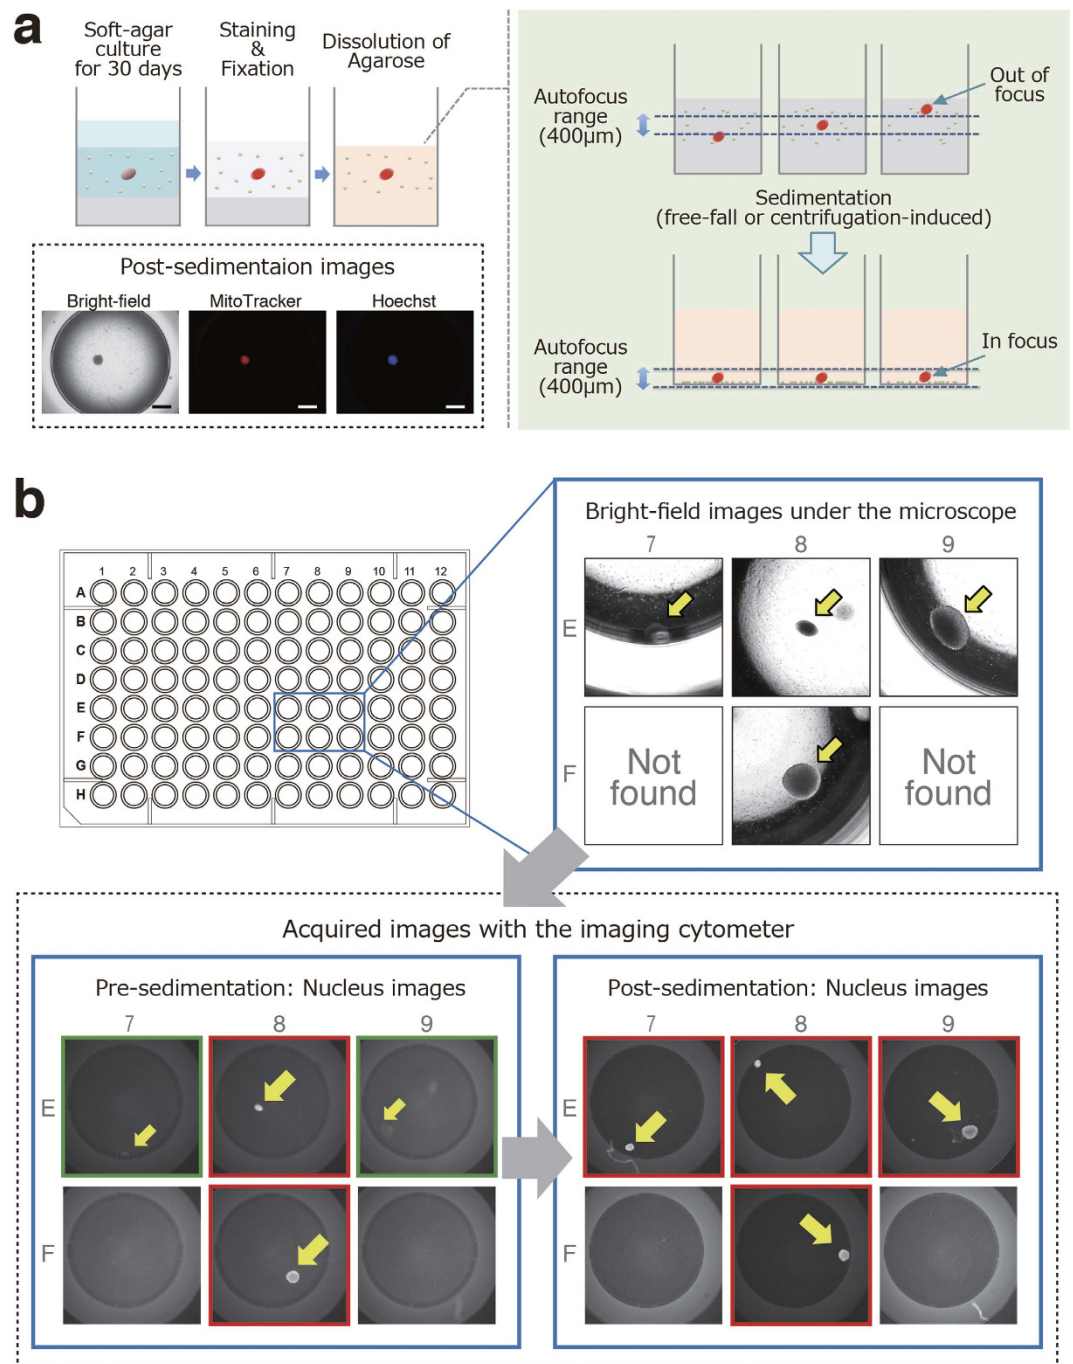 a
Soft-agar
culture
for 30 days
Staining
&
Fixation
Dissolution of
Agarose
Post-sedimentaion images
Bright-field
MitoTracker
Hoechst
Autofocus
range
(400μm)
Out of
focus
Sedimentation
(free-fall or centrifugation-induced)
Autofocus
range
(400μm)
In focus
b
1 2 3 4 5 6 7 8 9 10 11 12
A
B
C
D
E
F
G
H
Bright-field images under the microscope
7 8 9
E
F
Not
found
Not
found
Acquired images with the imaging cytometer
Pre-sedimentation: Nucleus images
7 8 9
E
F
Post-sedimentation: Nucleus images
7 8 9
E
F